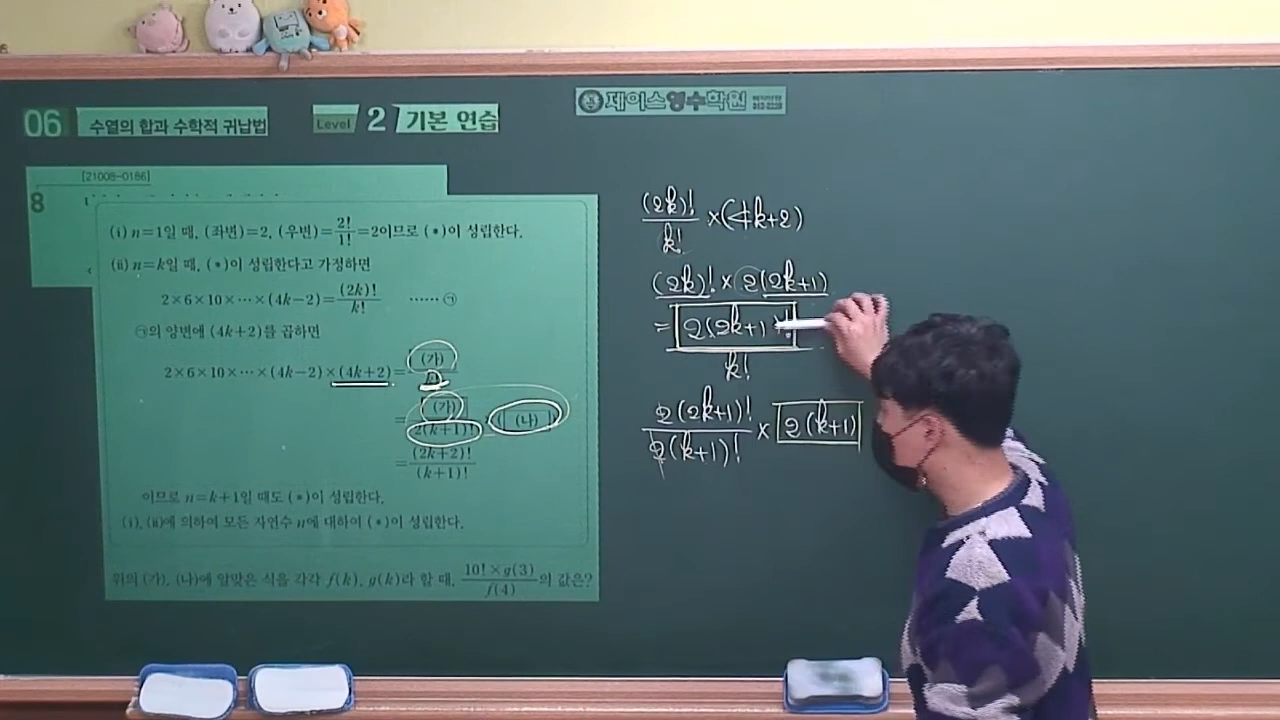 06 수열의 합과 수학적 귀납법 Level 2 기본 연습
제이스영수학원
[21008-0186]
8
(i) n=1일 때, (좌변)=2, (우변)=2!/1!=2이므로 (*)이 성립한다.
(ii) n=k일 때, (*)이 성립한다고 가정하면
2×6×10×⋯×(4k-2)=(2k)!/k! ⋯⋯ ㉠
㉠의 양변에 (4k+2)를 곱하면
2×6×10×⋯×(4k-2)×(4k+2)=(가)
=(가)/2(k+1)! (나)
=(2k+2)!/(k+1)!
이므로 n=k+1일 때도 (*)이 성립한다.
(i), (ii)에 의하여 모든 자연수 n에 대하여 (*)이 성립한다.
위의 (가), (나)에 알맞은 식을 각각 f(k), g(k)라 할 때, 10!×g(3)/f(4)의 값은?
(2k)!/k! ×(4k+2)
(2k)! × 2(2k+1)
= 2(2k+1)!
k!
2(2k+1)!/2(k+1)! × 2(k+1)